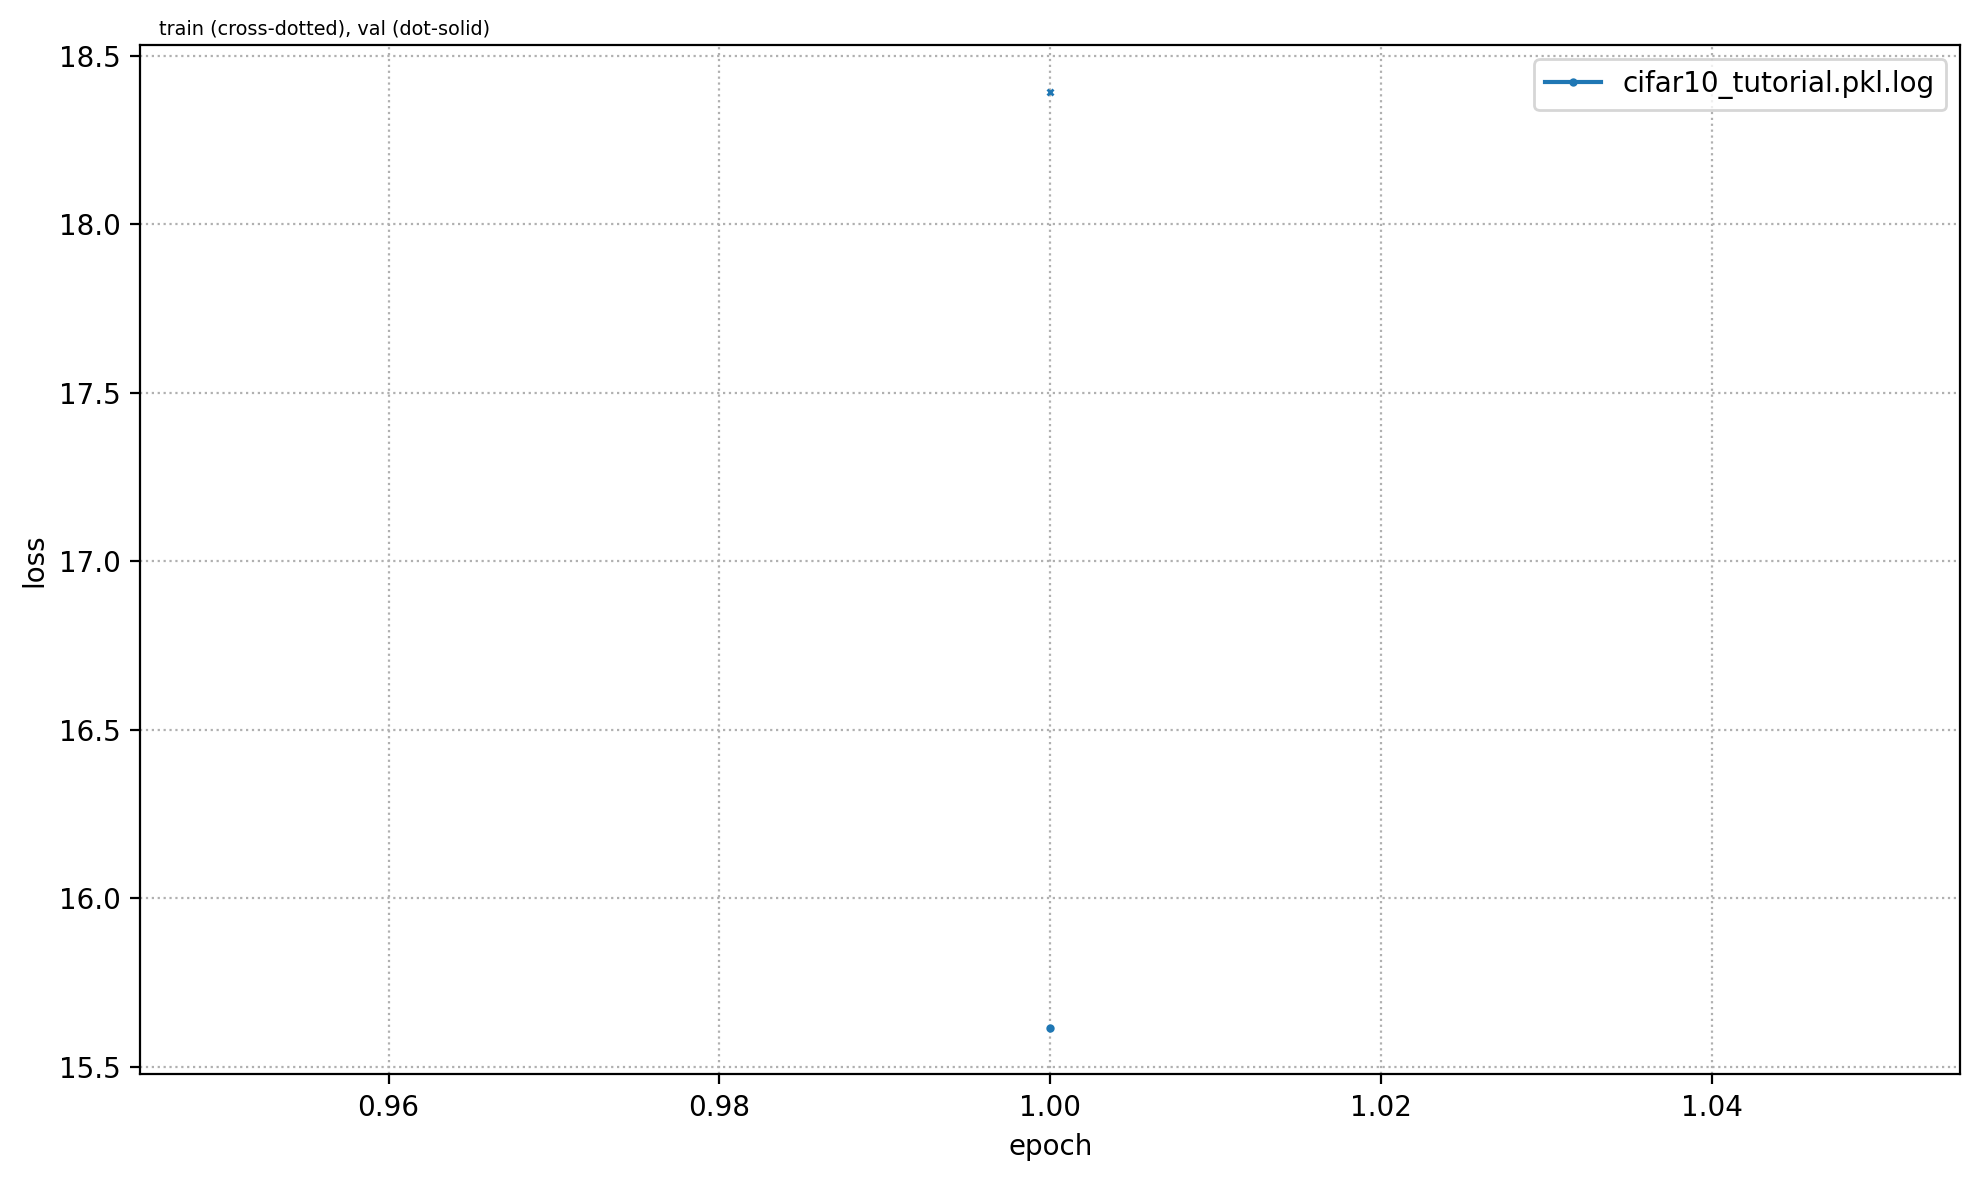 train (cross-dotted), val (dot-solid)
18.5
cifar10_tutorial.pkl.log
18.0
17.5
loss
17.0
16.5
16.0
15.5
0.96 0.98 1.00 1.02 1.04
epoch